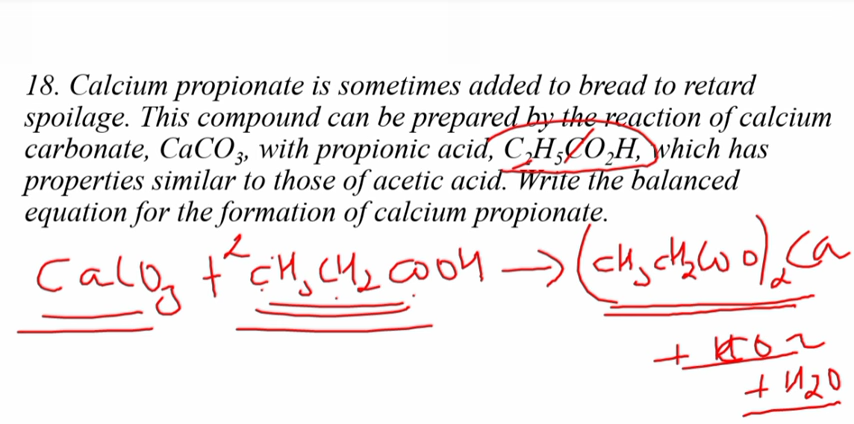 18. Calcium propionate is sometimes added to bread to retard
spoilage. This compound can be prepared by the reaction of calcium
carbonate, CaCO₃, with propionic acid, C₂H₅CO₂H, which has
properties similar to those of acetic acid. Write the balanced
equation for the formation of calcium propionate.
CaCO₃ + 2 CH₃CH₂COOH → (CH₃CH₂COO)₂Ca
+ CO₂
+ H₂O